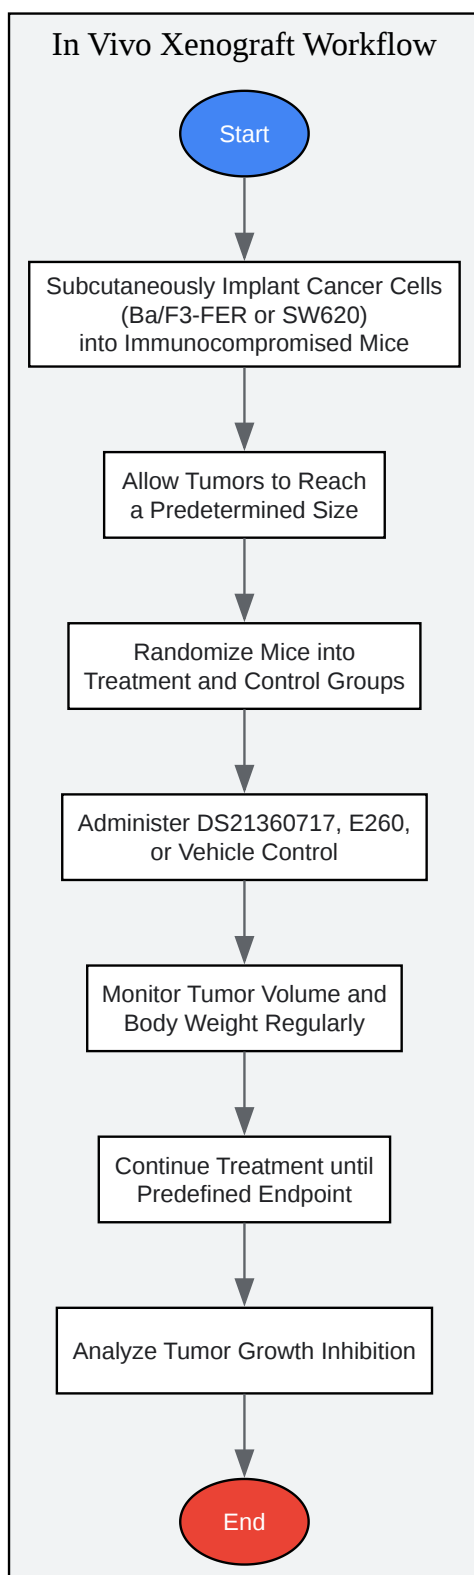 In Vivo Xenograft Workflow
Start
Subcutaneously Implant Cancer Cells
(Ba/F3-FER or SW620)
into Immunocompromised Mice
Allow Tumors to Reach
a Predetermined Size
Randomize Mice into
Treatment and Control Groups
Administer DS21360717, E260,
or Vehicle Control
Monitor Tumor Volume and
Body Weight Regularly
Continue Treatment until
Predefined Endpoint
Analyze Tumor Growth Inhibition
End